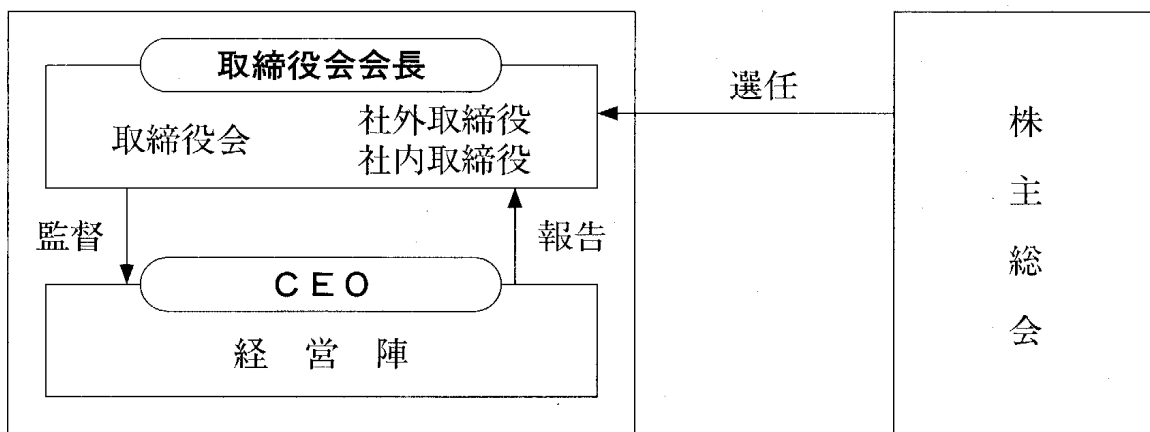 取締役会会長
取締役会
社外取締役
社内取締役
選任
監督
報告
CEO
経営陣
株主総会